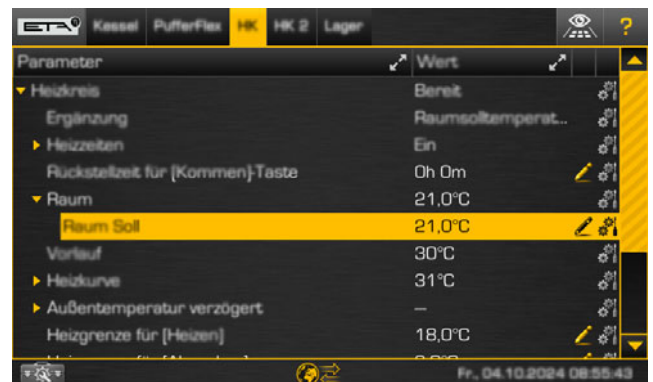 ETA Kessel PufferFlex HK HK 2 Lager ?
Parameter Wert
Heizkreis Bereit
Ergänzung Raumsolltemperat...
Heizzeiten Ein
Rückstellzeit für [Kommen]-Taste 0h 0m
Raum 21,0°C
Raum Soll 21,0°C
Vorlauf 30°C
Heizkurve 31°C
Außentemperatur verzögert –
Heizgrenze für [Heizen] 18,0°C
Fr., 04.10.2024 08:55:43